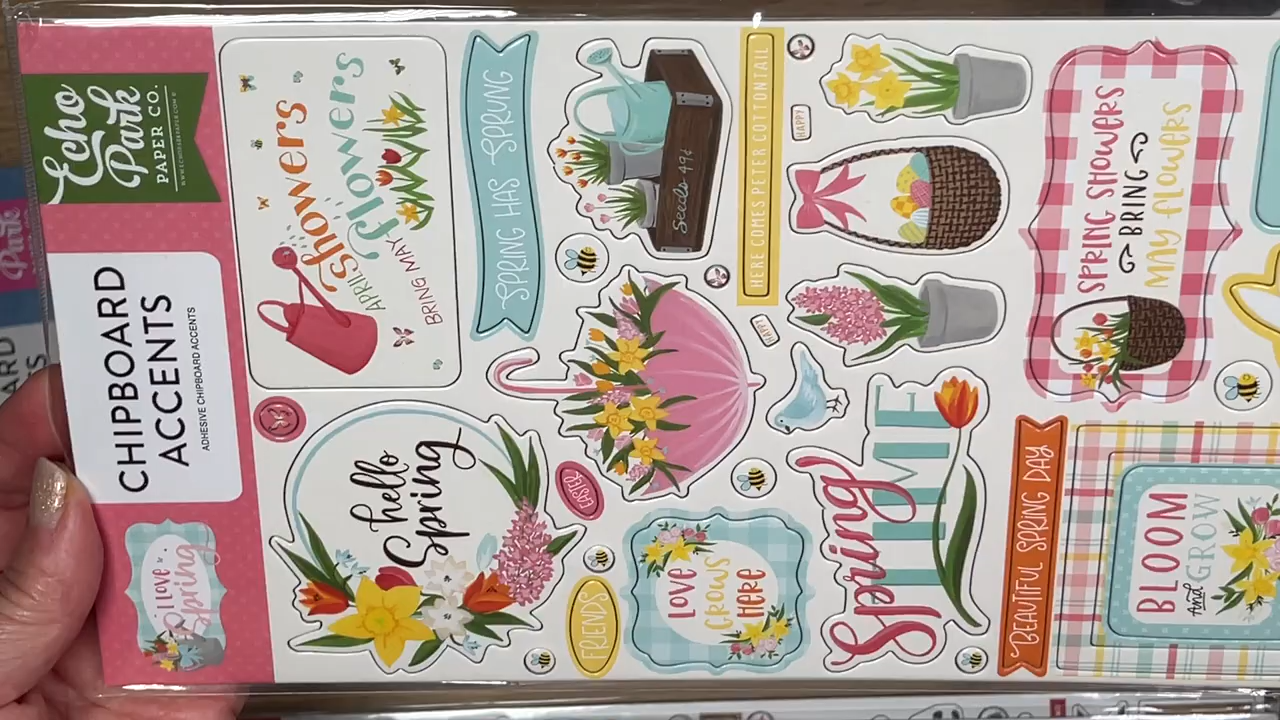 Echo
Park
PAPER CO.
CHIPBOARD
ACCENTS
ADHESIVE CHIPBOARD ACCENTS
I LOVE
Spring
APRIL showers
BRING MAY flowers
SPRING HAS SPRUNG
Seeds 49¢
HERE COMES PETER COTTONTAIL
HAPPY
HAPPY
SPRING SHOWERS
BRING
MAY FLOWERS
hello
Spring
EASTER
FRIENDS
LOVE
GROWS
HERE
Spring
TIME
BEAUTIFUL SPRING DAY
BLOOM
AND GROW